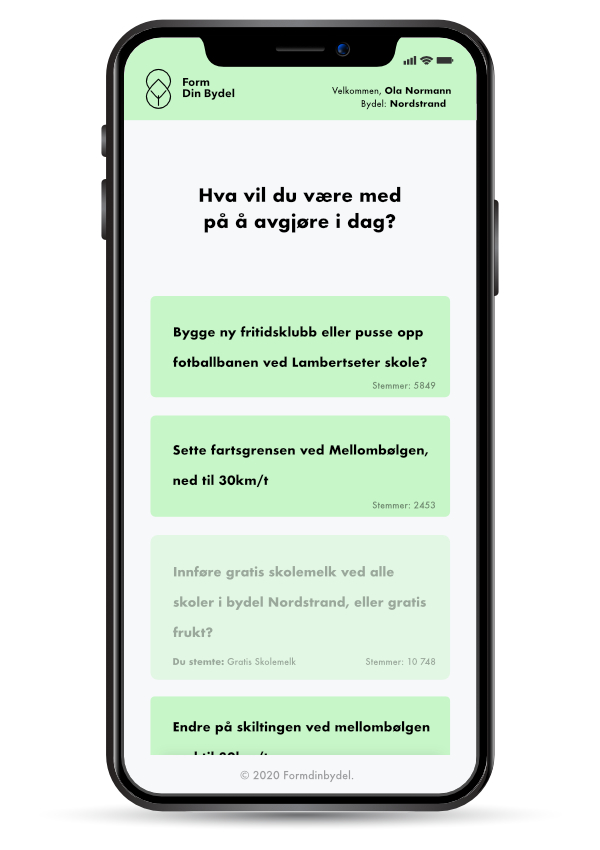 Form
Din Bydel
Velkommen, Ola Normann
Bydel: Nordstrand
Hva vil du være med
på å avgjøre i dag?
Bygge ny fritidsklubb eller pusse opp
fotballbanen ved Lambertseter skole?
Stemmer: 5849
Sette fartsgrensen ved Mellombølgen,
ned til 30km/t
Stemmer: 2453
Innføre gratis skolemelk ved alle
skoler i bydel Nordstrand, eller gratis
frukt?
Du stemte: Gratis Skolemelk
Stemmer: 10 748
Endre på skiltingen ved mellombølgen
© 2020 Formdinbydel.